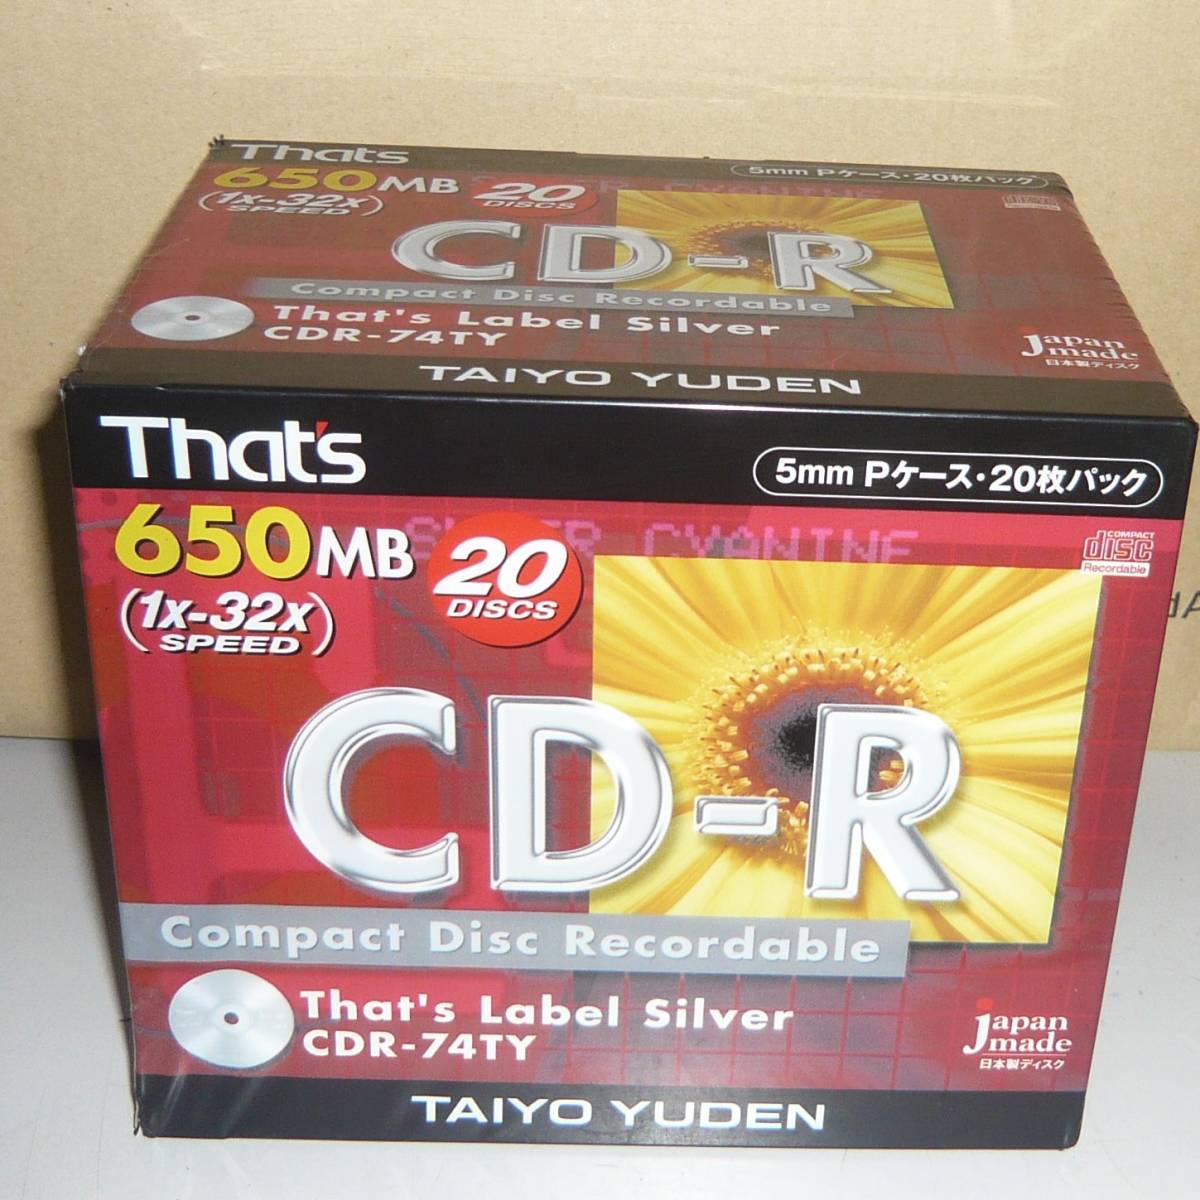 That's
5mm Pケース・20枚パック
650MB
20
DISCS
SUPER CYANINE
(1x-32x)
SPEED
CD-R
Compact Disc Recordable
That's Label Silver
CDR-74TY
Japan
made
日本製ディスク
TAIYO YUDEN
That's
5mm Pケース・20枚パック
650MB
20
DISCS
SUPER CYANINE
COMPACT
disc
Recordable
(1x-32x)
SPEED
CD-R
Compact Disc Recordable
That's Label Silver
CDR-74TY
Japan
made
日本製ディスク
TAIYO YUDEN